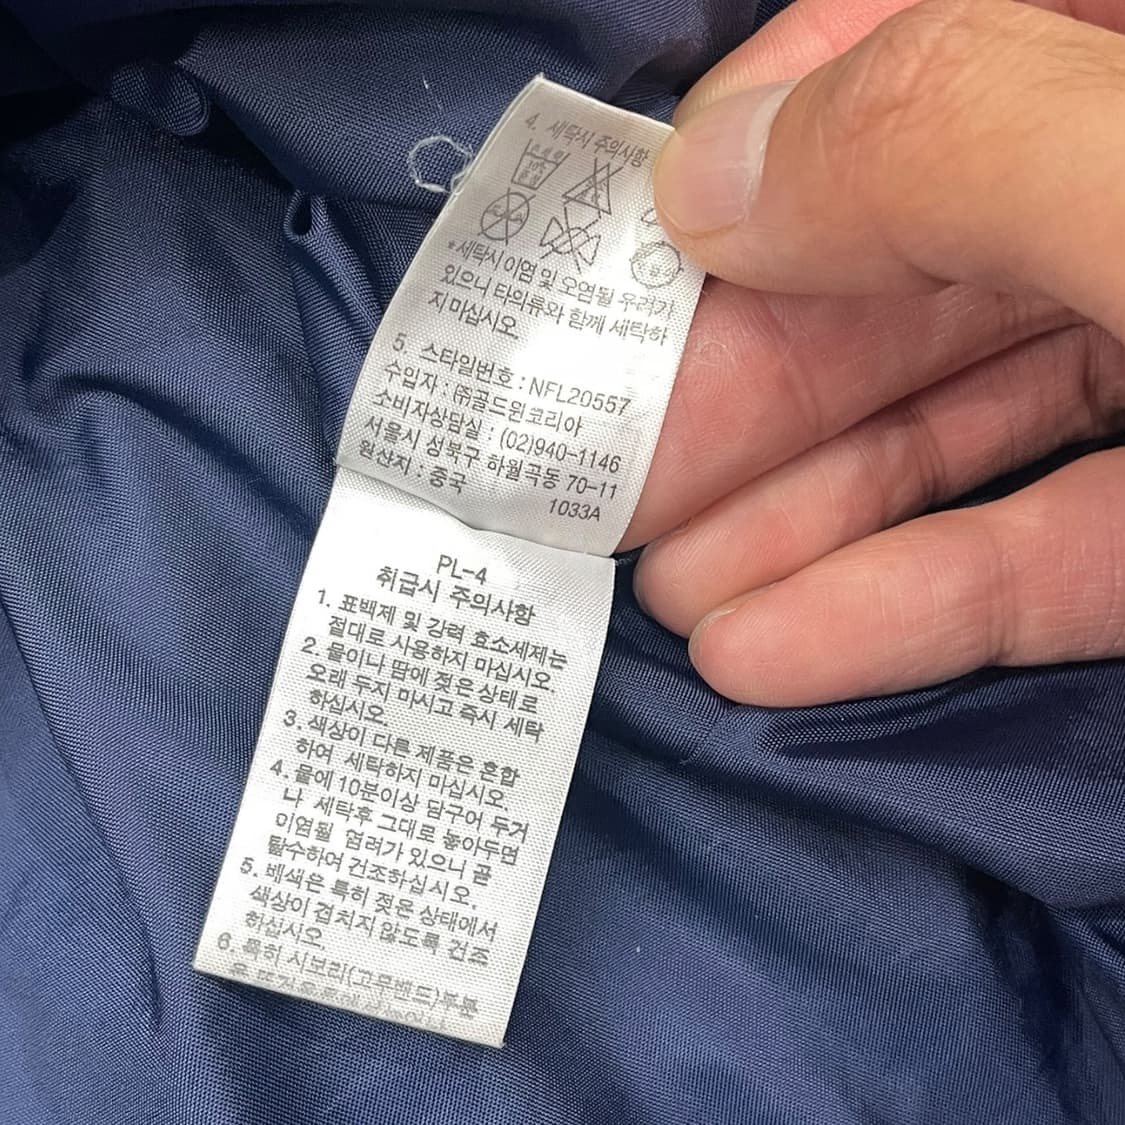 4. 세탁시 주의사항
30℃
중성
*세탁시 이염 및 오염될 우려가
있으니 타의류와 함께 세탁하
지 마십시오.
5. 스타일번호 : NFL20557
수입자 : ㈜골드윈코리아
소비자상담실 : (02)940-1146
서울시 성북구 하월곡동 70-11
원산지 : 중국
1033A
PL-4
취급시 주의사항
1. 표백제 및 강력 효소세제는
절대로 사용하지 마십시오.
2. 물이나 땀에 젖은 상태로
오래 두지 마시고 즉시 세탁
하십시오.
3. 색상이 다른 제품은 혼합
하여 세탁하지 마십시오.
4. 물에 10분이상 담구어 두거
나 세탁후 그대로 놓아두면
이염될 염려가 있으니 곧
탈수하여 건조하십시오.
5. 배색은 특히 젖은 상태에서
색상이 겹치지 않도록 건조
하십시오.
6. 특히 시보리(고무밴드)부분